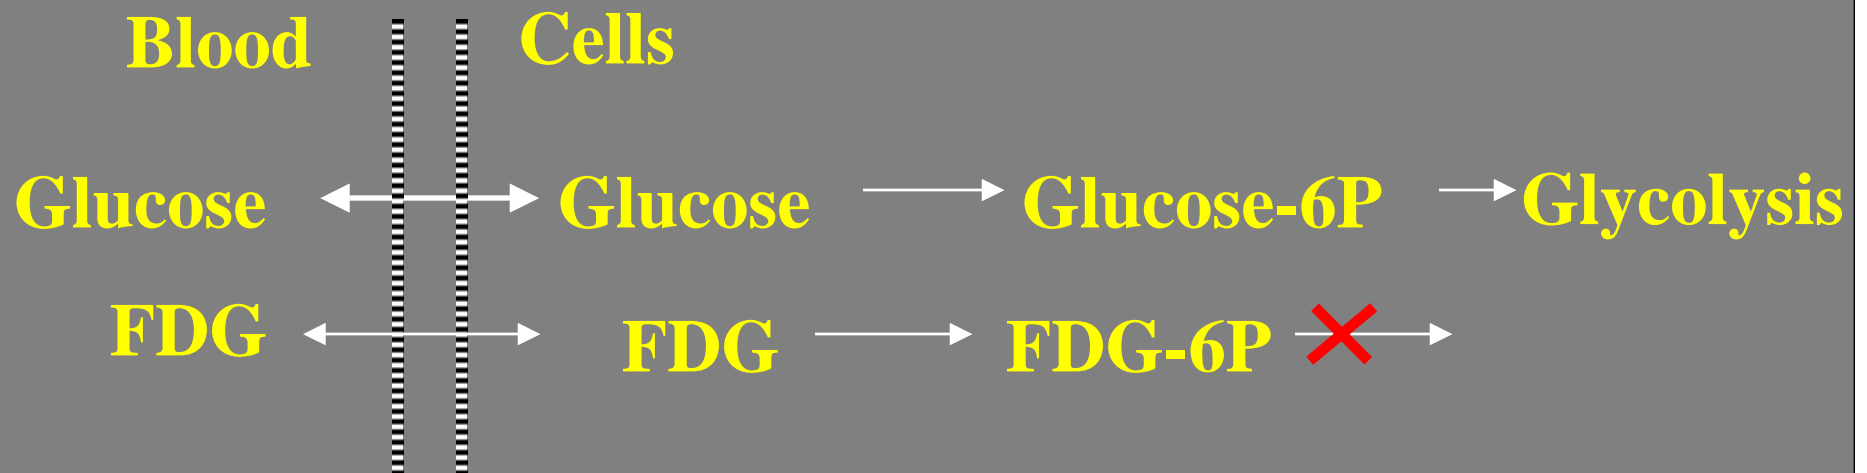 Blood Cells
Glucose Glucose Glucose-6P Glycolysis
FDG FDG FDG-6P